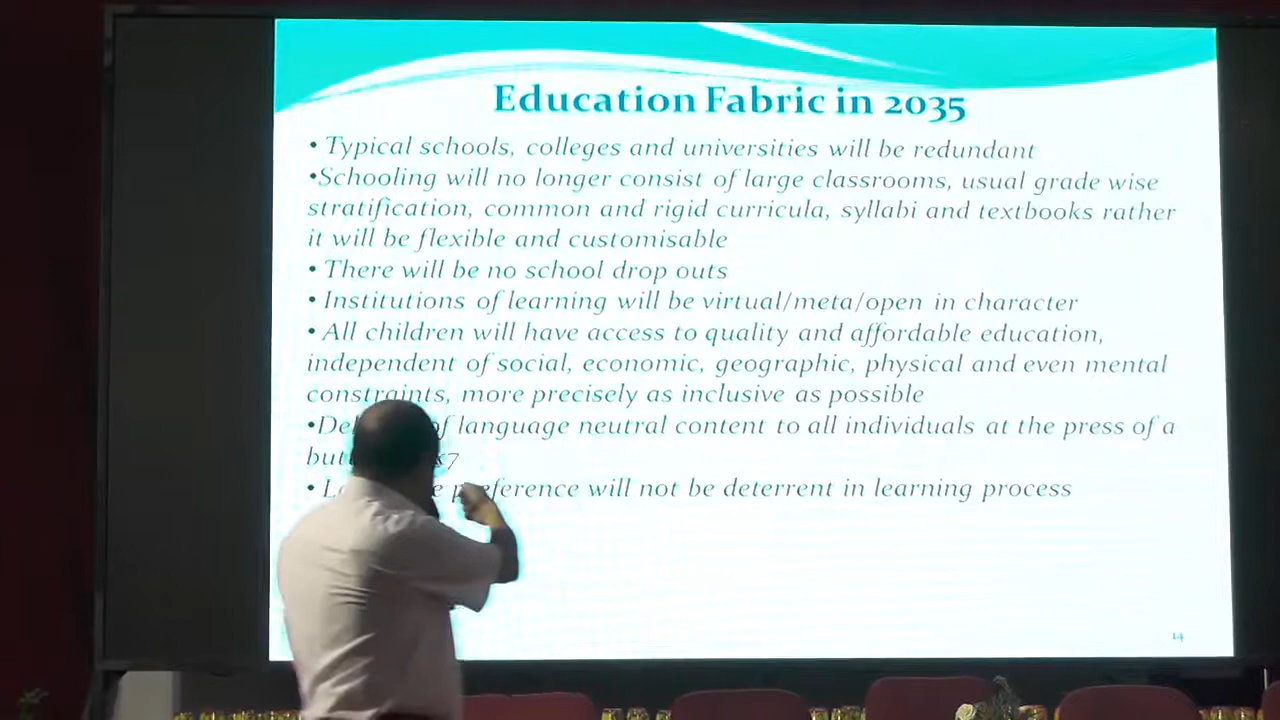 Education Fabric in 2035
• Typical schools, colleges and universities will be redundant
•Schooling will no longer consist of large classrooms, usual grade wise
stratification, common and rigid curricula, syllabi and textbooks rather
it will be flexible and customisable
• There will be no school drop outs
• Institutions of learning will be virtual/meta/open in character
• All children will have access to quality and affordable education,
independent of social, economic, geographic, physical and even mental
constraints, more precisely as inclusive as possible
• of language neutral content to all individuals at the press of a
• preference will not be deterrent in learning process
14